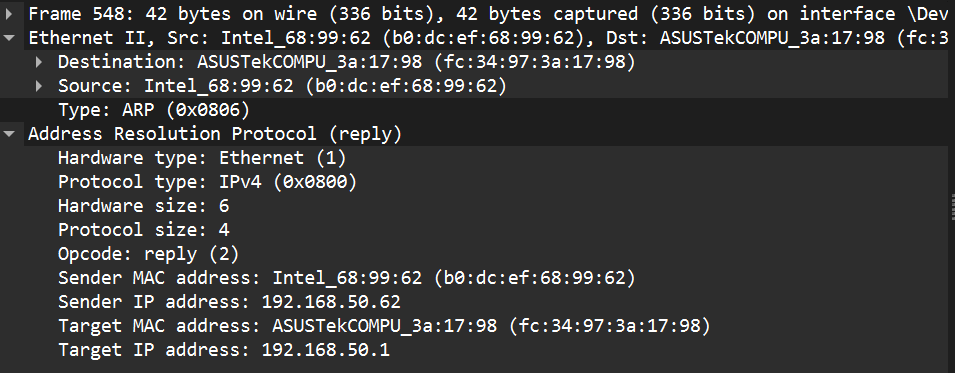 Frame 548: 42 bytes on wire (336 bits), 42 bytes captured (336 bits) on interface \Dev
Ethernet II, Src: Intel_68:99:62 (b0:dc:ef:68:99:62), Dst: ASUSTekCOMPU_3a:17:98 (fc:3
Destination: ASUSTekCOMPU_3a:17:98 (fc:34:97:3a:17:98)
Source: Intel_68:99:62 (b0:dc:ef:68:99:62)
Type: ARP (0x0806)
Address Resolution Protocol (reply)
Hardware type: Ethernet (1)
Protocol type: IPv4 (0x0800)
Hardware size: 6
Protocol size: 4
Opcode: reply (2)
Sender MAC address: Intel_68:99:62 (b0:dc:ef:68:99:62)
Sender IP address: 192.168.50.62
Target MAC address: ASUSTekCOMPU_3a:17:98 (fc:34:97:3a:17:98)
Target IP address: 192.168.50.1